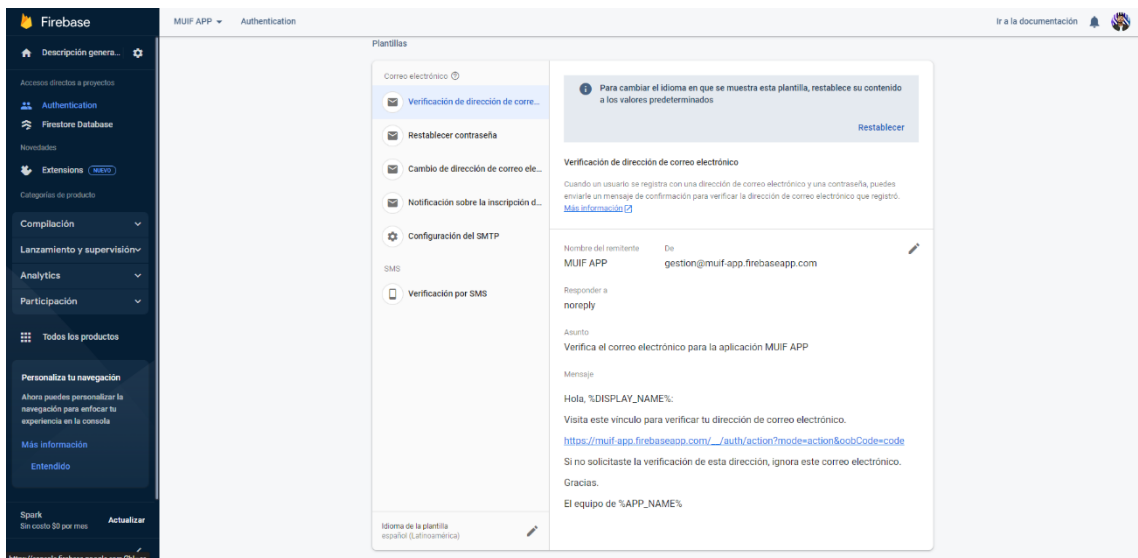 Firebase
Descripción genera...
Accesos directos a proyectos
Authentication
Firestore Database
Novedades
Extensions NUEVO
Categorías de producto
Compilación
Lanzamiento y supervisión
Analytics
Participación
Todos los productos
Personaliza tu navegación
Ahora puedes personalizar la
navegación para enfocar tu
experiencia en la consola
Más información
Entendido
Spark
Sin costo $0 por mes
Actualizar
MUIF APP
Authentication
Ir a la documentación
Plantillas
Correo electrónico
Verificación de dirección de corre...
Restablecer contraseña
Cambio de dirección de correo ele...
Notificación sobre la inscripción d...
Configuración del SMTP
SMS
Verificación por SMS
Idioma de la plantilla
español (Latinoamérica)
Para cambiar el idioma en que se muestra esta plantilla, restablece su contenido
a los valores predeterminados
Restablecer
Verificación de dirección de correo electrónico
Cuando un usuario se registra con una dirección de correo electrónico y una contraseña, puedes
enviarle un mensaje de confirmación para verificar la dirección de correo electrónico que registró.
Más información
Nombre del remitente
MUIF APP
De
gestion@muif-app.firebaseapp.com
Responder a
noreply
Asunto
Verifica el correo electrónico para la aplicación MUIF APP
Mensaje
Hola, %DISPLAY_NAME%:
Visita este vínculo para verificar tu dirección de correo electrónico.
https://muif-app.firebaseapp.com/__/auth/action?mode=action&oobCode=code
Si no solicitaste la verificación de esta dirección, ignora este correo electrónico.
Gracias.
El equipo de %APP_NAME%